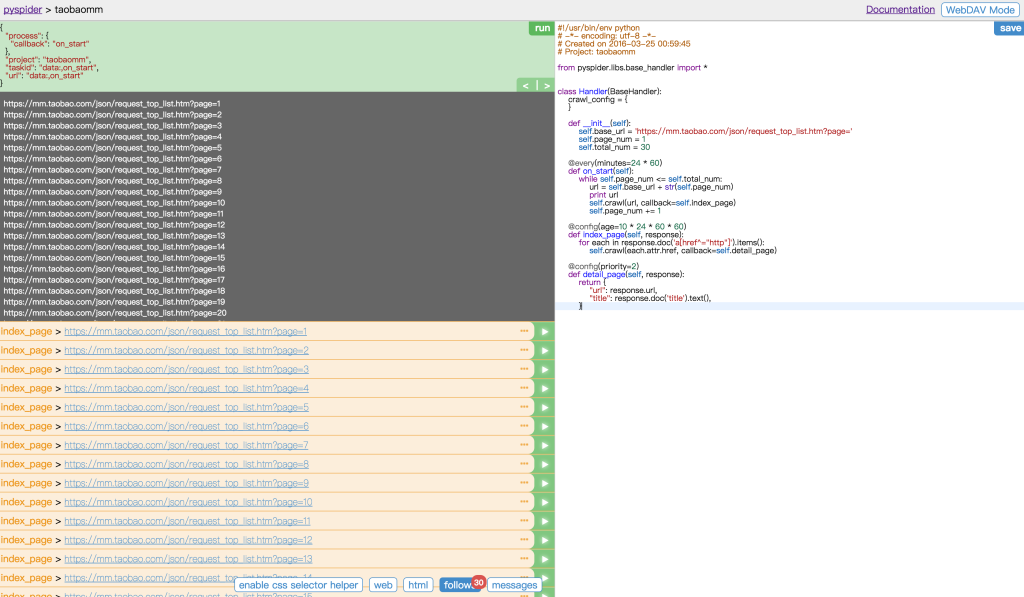 pyspider > taobaomm
Documentation
WebDAV Mode
run
{
"process": {
"callback": "on_start"
},
"project": "taobaomm",
"taskid": "data:,on_start",
"url": "data:,on_start"
}
< | >
https://mm.taobao.com/json/request_top_list.htm?page=1
https://mm.taobao.com/json/request_top_list.htm?page=2
https://mm.taobao.com/json/request_top_list.htm?page=3
https://mm.taobao.com/json/request_top_list.htm?page=4
https://mm.taobao.com/json/request_top_list.htm?page=5
https://mm.taobao.com/json/request_top_list.htm?page=6
https://mm.taobao.com/json/request_top_list.htm?page=7
https://mm.taobao.com/json/request_top_list.htm?page=8
https://mm.taobao.com/json/request_top_list.htm?page=9
https://mm.taobao.com/json/request_top_list.htm?page=10
https://mm.taobao.com/json/request_top_list.htm?page=11
https://mm.taobao.com/json/request_top_list.htm?page=12
https://mm.taobao.com/json/request_top_list.htm?page=13
https://mm.taobao.com/json/request_top_list.htm?page=14
https://mm.taobao.com/json/request_top_list.htm?page=15
https://mm.taobao.com/json/request_top_list.htm?page=16
https://mm.taobao.com/json/request_top_list.htm?page=17
https://mm.taobao.com/json/request_top_list.htm?page=18
https://mm.taobao.com/json/request_top_list.htm?page=19
https://mm.taobao.com/json/request_top_list.htm?page=20
index_page > https://mm.taobao.com/json/request_top_list.htm?page=1
index_page > https://mm.taobao.com/json/request_top_list.htm?page=2
index_page > https://mm.taobao.com/json/request_top_list.htm?page=3
index_page > https://mm.taobao.com/json/request_top_list.htm?page=4
index_page > https://mm.taobao.com/json/request_top_list.htm?page=5
index_page > https://mm.taobao.com/json/request_top_list.htm?page=6
index_page > https://mm.taobao.com/json/request_top_list.htm?page=7
index_page > https://mm.taobao.com/json/request_top_list.htm?page=8
index_page > https://mm.taobao.com/json/request_top_list.htm?page=9
index_page > https://mm.taobao.com/json/request_top_list.htm?page=10
index_page > https://mm.taobao.com/json/request_top_list.htm?page=11
index_page > https://mm.taobao.com/json/request_top_list.htm?page=12
index_page > https://mm.taobao.com/json/request_top_list.htm?page=13
index_page > https://mm.taobao.com/json/request_top_list.htm?page=14
enable css selector helper
web
html
follows 30
messages
save
#!/usr/bin/env python
# -*- encoding: utf-8 -*-
# Created on 2016-03-25 00:59:45
# Project: taobaomm
from pyspider.libs.base_handler import *
class Handler(BaseHandler):
crawl_config = {
}
def __init__(self):
self.base_url = 'https://mm.taobao.com/json/request_top_list.htm?page='
self.page_num = 1
self.total_num = 30
@every(minutes=24 * 60)
def on_start(self):
while self.page_num <= self.total_num:
url = self.base_url + str(self.page_num)
print url
self.crawl(url, callback=self.index_page)
self.page_num += 1
@config(age=10 * 24 * 60 * 60)
def index_page(self, response):
for each in response.doc('a[href^="http"]').items():
self.crawl(each.attr.href, callback=self.detail_page)
@config(priority=2)
def detail_page(self, response):
return {
"url": response.url,
"title": response.doc('title').text(),
}